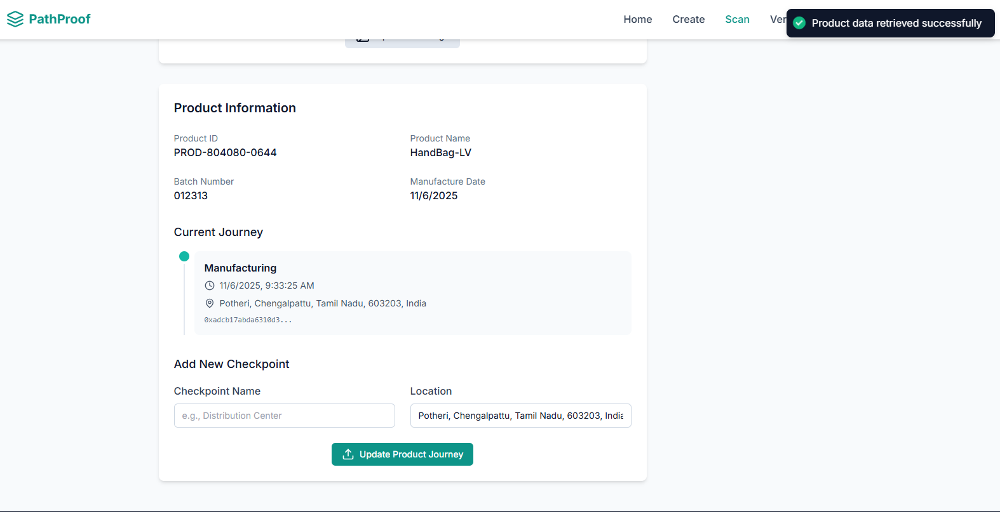 PathProof
Home Create Scan
Product data retrieved successfully
Product Information
Product ID
PROD-804080-0644
Product Name
HandBag-LV
Batch Number
012313
Manufacture Date
11/6/2025
Current Journey
Manufacturing
11/6/2025, 9:33:25 AM
Potheri, Chengalpattu, Tamil Nadu, 603203, India
0xadcb17abda6310d3...
Add New Checkpoint
Checkpoint Name
e.g., Distribution Center
Location
Potheri, Chengalpattu, Tamil Nadu, 603203, India
Update Product Journey